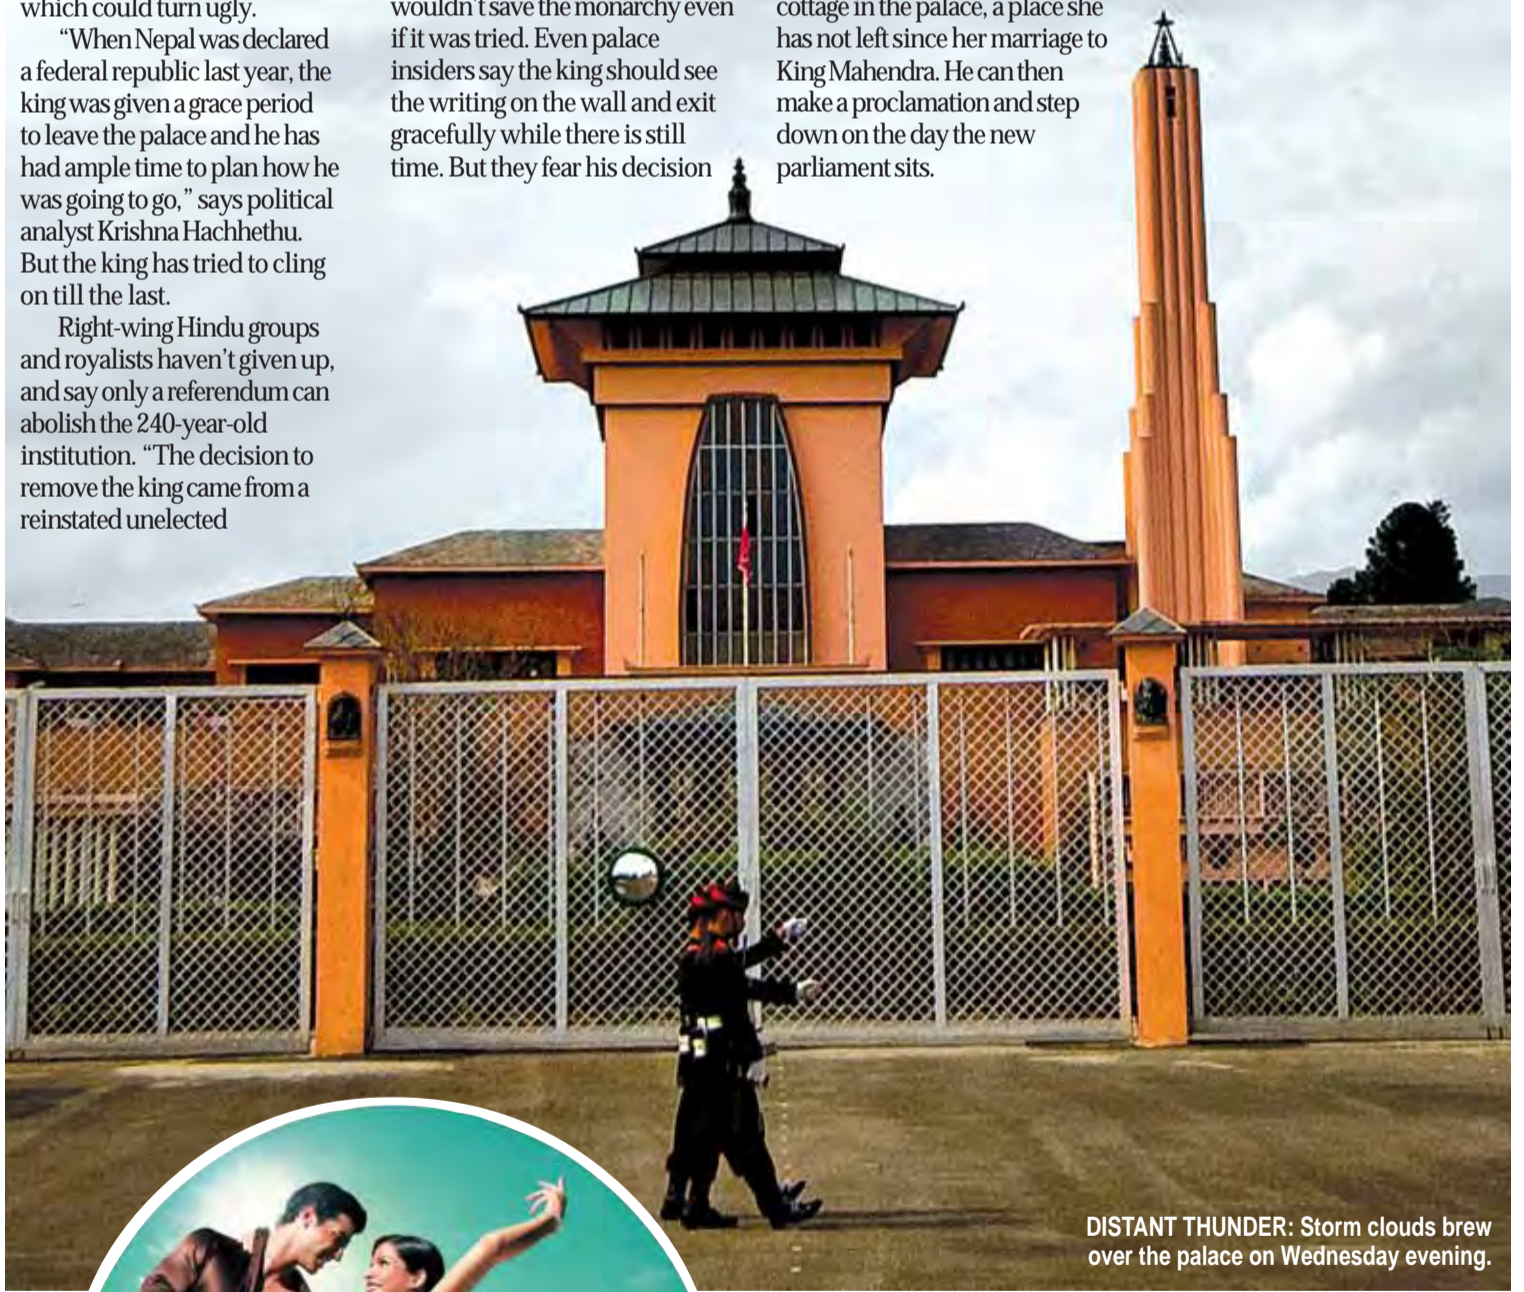 which could turn ugly.
“When Nepal was declared
a federal republic last year, the
king was given a grace period
to leave the palace and he has
had ample time to plan how he
was going to go,” says political
analyst Krishna Hachhethu.
But the king has tried to cling
on till the last.
Right-wing Hindu groups
and royalists haven’t given up,
and say only a referendum can
abolish the 240-year-old
institution. “The decision to
remove the king came from a
reinstated unelected
wouldn’t save the monarchy even
if it was tried. Even palace
insiders say the king should see
the writing on the wall and exit
gracefully while there is still
time. But they fear his decision
cottage in the palace, a place she
has not left since her marriage to
King Mahendra. He can then
make a proclamation and step
down on the day the new
parliament sits.
DISTANT THUNDER: Storm clouds brew
over the palace on Wednesday evening.